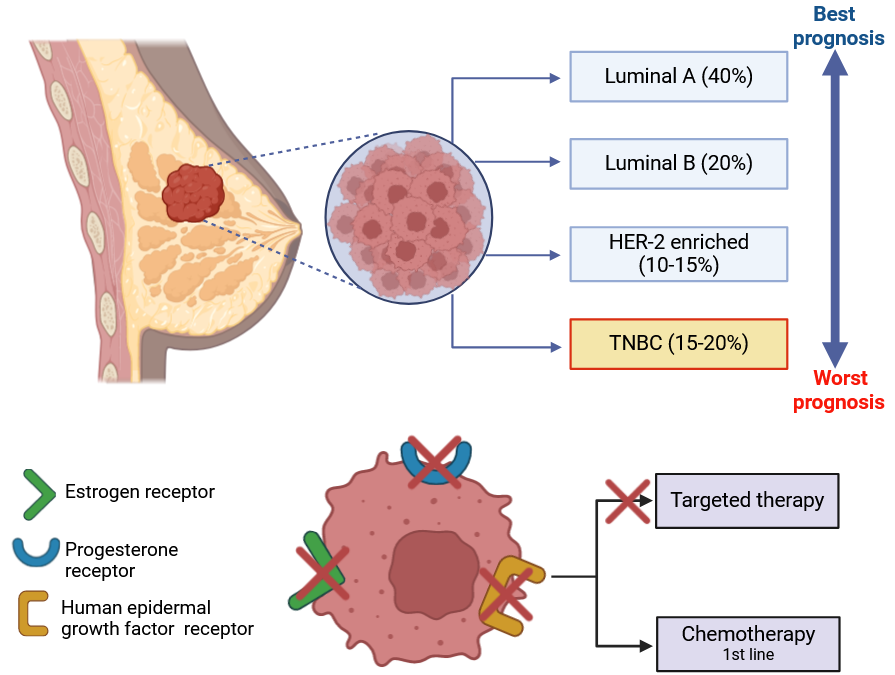 Best
prognosis
Luminal A (40%)
Luminal B (20%)
HER-2 enriched
(10-15%)
TNBC (15-20%)
Worst
prognosis
Estrogen receptor
Progesterone
receptor
Human epidermal
growth factor receptor
Targeted therapy
Chemotherapy
1st line